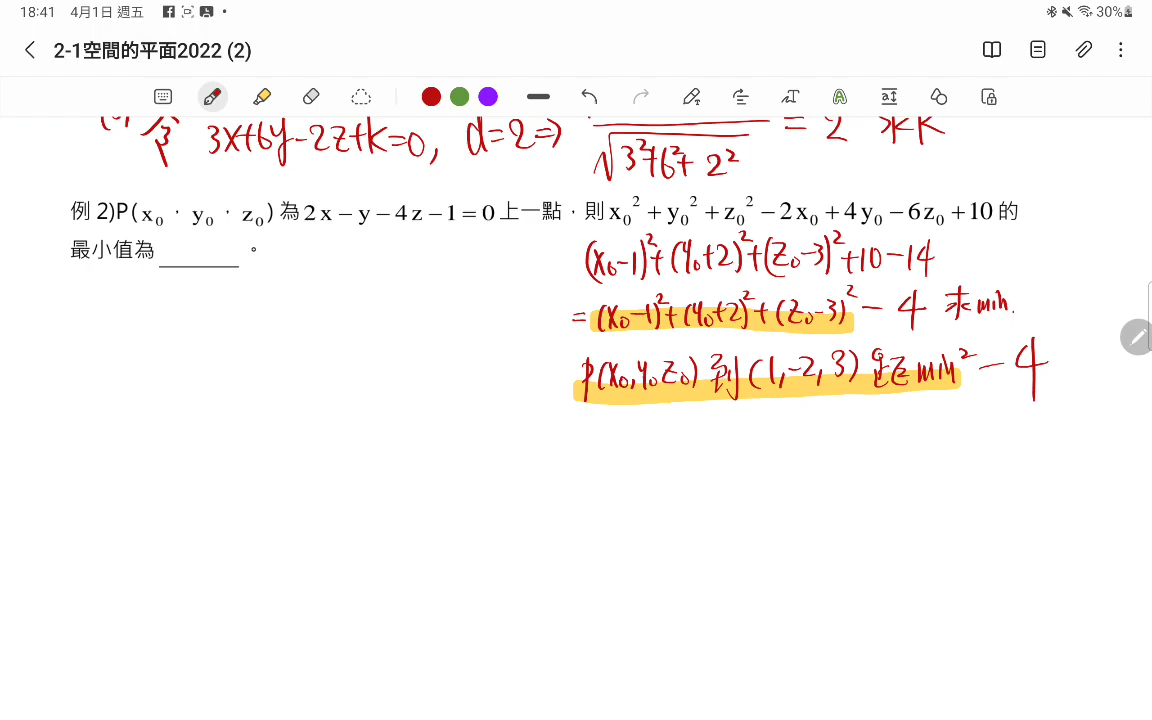 18:41 4月1日 週五 30%
2-1空間的平面2022 (2)
令 3x+6y-2z+k=0, d=2⇒ √3²+6²+2² = 2 求k
例 2)P(x₀,y₀,z₀)為2x-y-4z-1=0上一點,則x₀²+y₀²+z₀²-2x₀+4y₀-6z₀+10的
最小值為______。
(x₀-1)²+(y₀+2)²+(z₀-3)²+10-14
=(x₀-1)²+(y₀+2)²+(z₀-3)²-4 求min.
P(x₀,y₀,z₀)到(1,-2,3)距min²-4